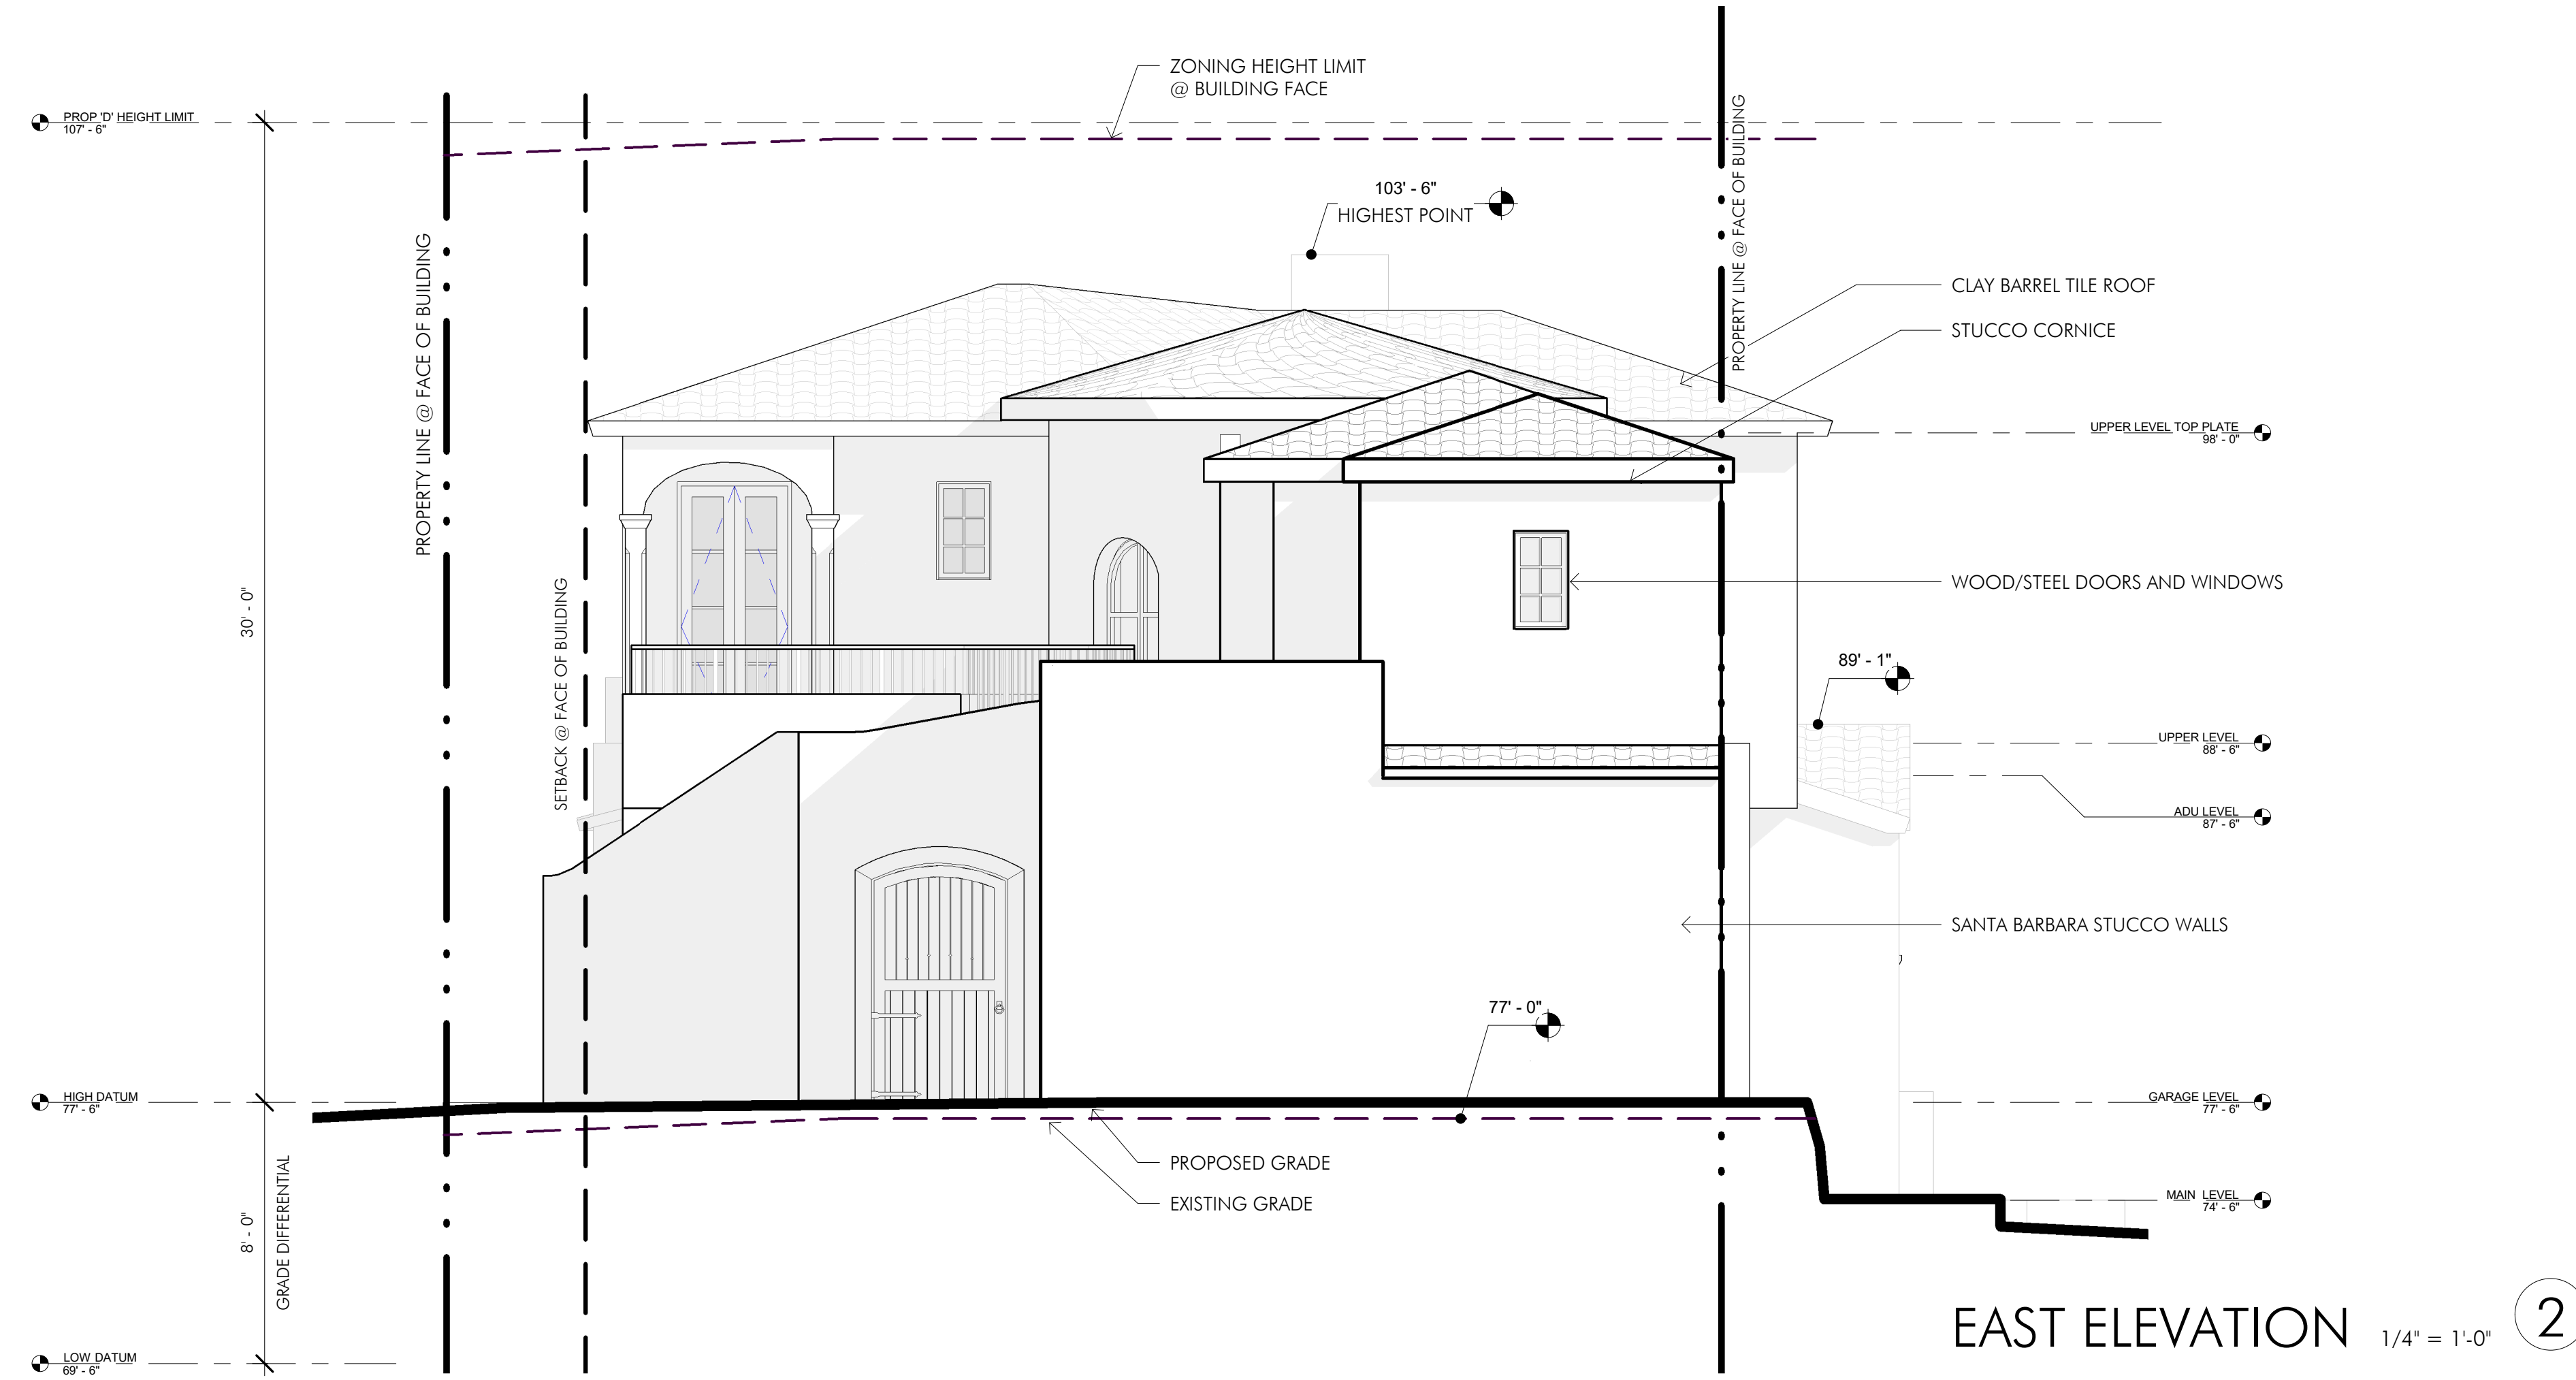 ZONING HEIGHT LIMIT
@ BUILDING FACE
PROP 'D' HEIGHT LIMIT
107' - 6"
PROPERTY LINE @ FACE OF BUILDING
103' - 6"
HIGHEST POINT
PROPERTY LINE @ FACE OF BUILDING
CLAY BARREL TILE ROOF
STUCCO CORNICE
UPPER LEVEL TOP PLATE
98' - 0"
30' - 0"
SETBACK @ FACE OF BUILDING
WOOD/STEEL DOORS AND WINDOWS
89' - 1"
UPPER LEVEL
88' - 6"
ADU LEVEL
87' - 6"
SANTA BARBARA STUCCO WALLS
77' - 0"
HIGH DATUM
77' - 6"
GARAGE LEVEL
77' - 6"
PROPOSED GRADE
EXISTING GRADE
MAIN LEVEL
74' - 6"
8' - 0"
GRADE DIFFERENTIAL
LOW DATUM
69' - 6"
EAST ELEVATION 1/4" = 1'-0" 2